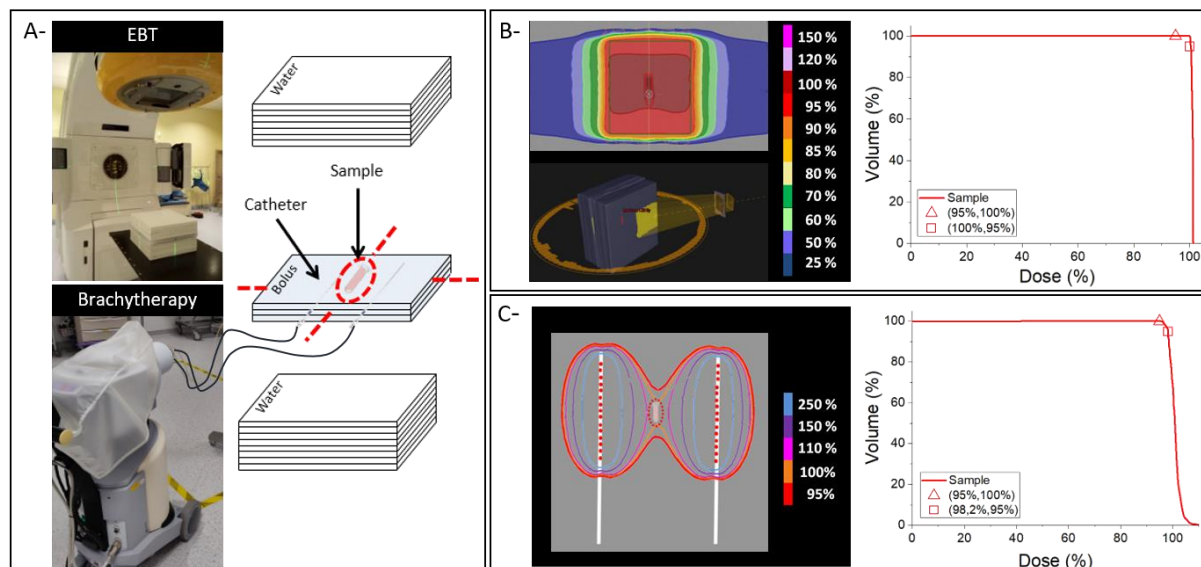 A-
EBT
Brachytherapy
Water
Sample
Catheter
Bolus
Water
B-
150 %
120 %
100 %
95 %
90 %
85 %
80 %
70 %
60 %
50 %
25 %
Volume (%)
100
80
60
40
20
0
Sample
(95%,100%)
(100%,95%)
0 20 40 60 80 100
Dose (%)
C-
250 %
150 %
110 %
100%
95%
Volume (%)
100
80
60
40
20
0
Sample
(95%,100%)
(98,2%,95%)
0 20 40 60 80 100
Dose (%)